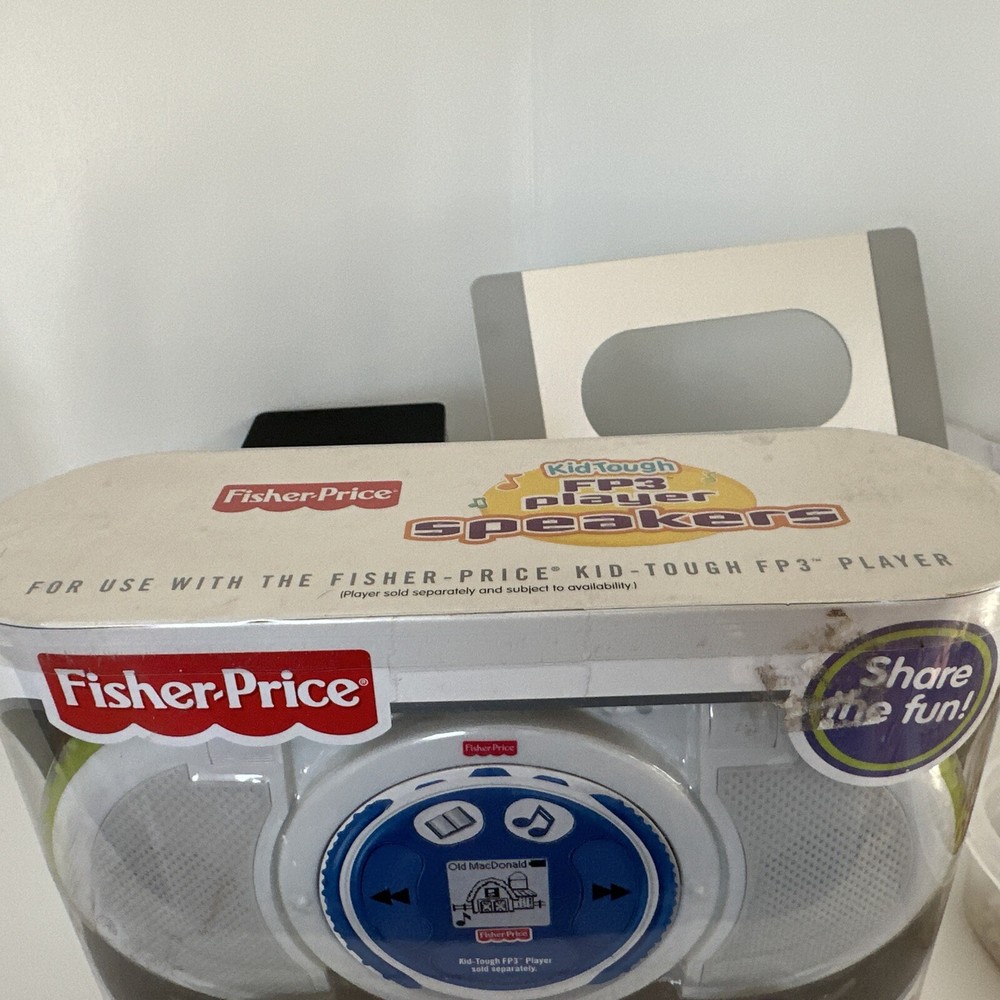 Fisher-Price®
Kid-Tough
FP3
player
speakers
FOR USE WITH THE FISHER-PRICE® KID-TOUGH FP3™ PLAYER
(Player sold separately and subject to availability.)
Fisher-Price®
Share
the fun!
Fisher-Price
Old MacDonald
Fisher-Price
Kid-Tough FP3™ Player
sold separately.